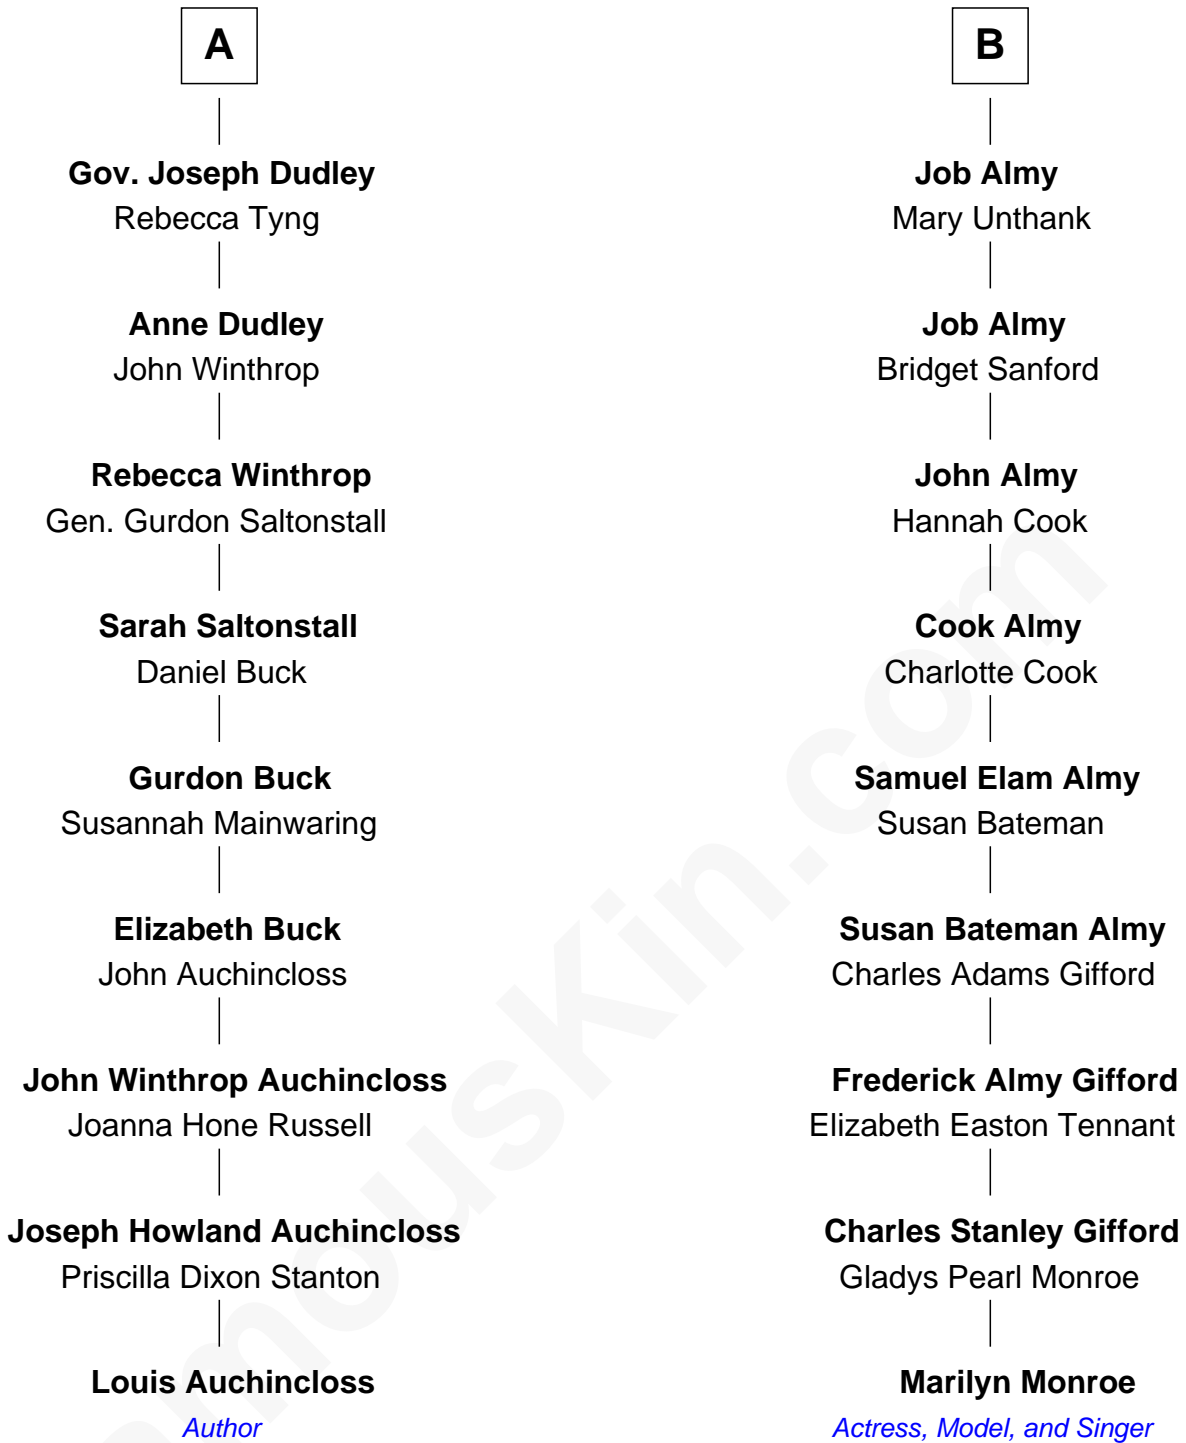 A
Gov. Joseph Dudley
Rebecca Tyng
Anne Dudley
John Winthrop
Rebecca Winthrop
Gen. Gurdon Saltonstall
Sarah Saltonstall
Daniel Buck
Gurdon Buck
Susannah Mainwaring
Elizabeth Buck
John Auchincloss
John Winthrop Auchincloss
Joanna Hone Russell
Joseph Howland Auchincloss
Priscilla Dixon Stanton
Louis Auchincloss
Author
B
Job Almy
Mary Unthank
Job Almy
Bridget Sanford
John Almy
Hannah Cook
Cook Almy
Charlotte Cook
Samuel Elam Almy
Susan Bateman
Susan Bateman Almy
Charles Adams Gifford
Frederick Almy Gifford
Elizabeth Easton Tennant
Charles Stanley Gifford
Gladys Pearl Monroe
Marilyn Monroe
Actress, Model, and Singer
famouskin.com